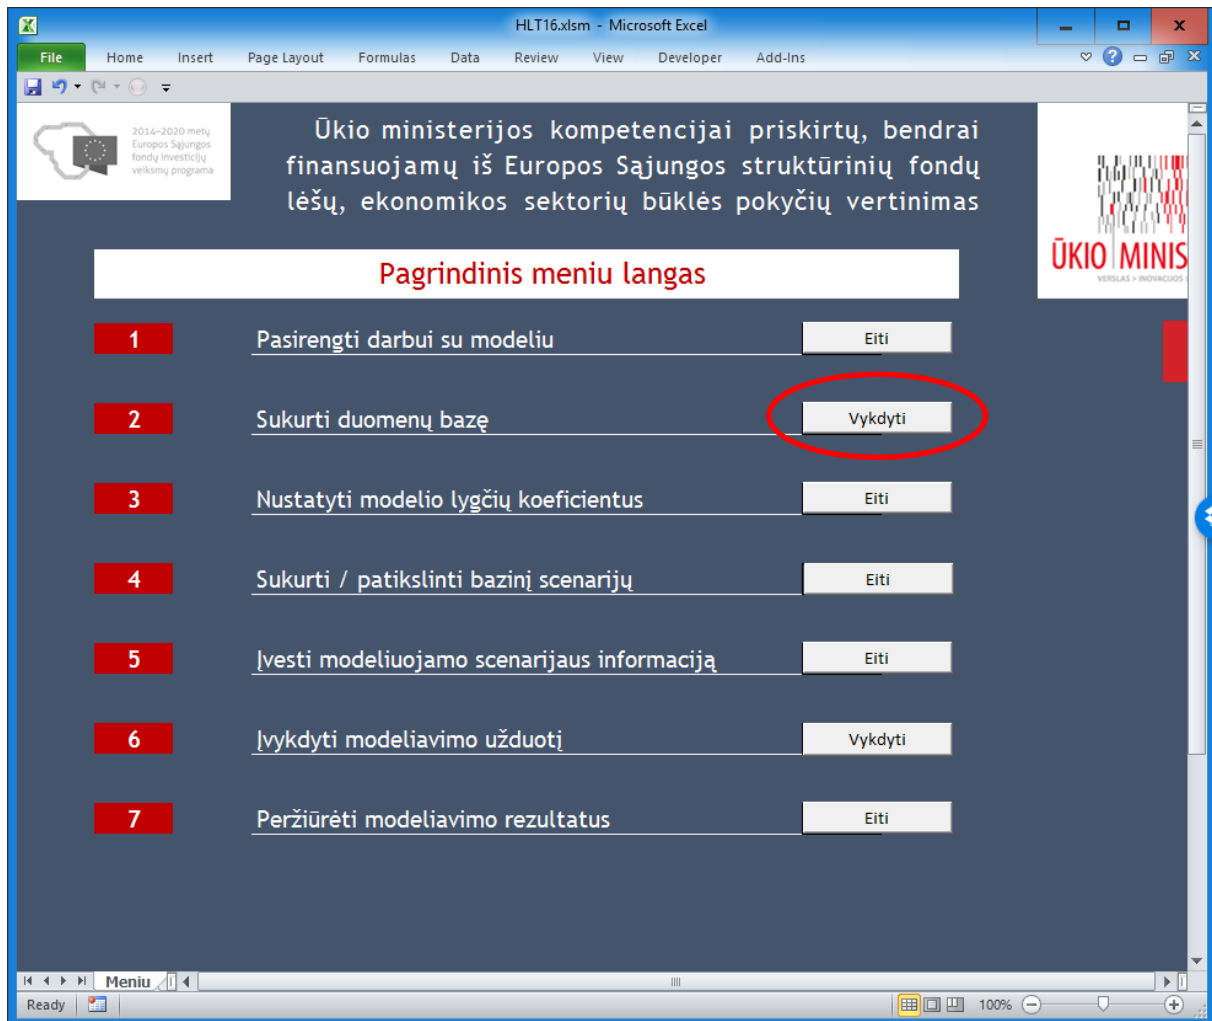 HLT16.xlsm - Microsoft Excel
File Home Insert Page Layout Formulas Data Review View Developer Add-Ins
2014–2020 metų
Europos Sąjungos
fondų investicijų
veiksmų programa
Ūkio ministerijos kompetencijai priskirtų, bendrai
finansuojamų iš Europos Sąjungos struktūrinių fondų
lėšų, ekonomikos sektorių būklės pokyčių vertinimas
ŪKIO MINIS
VERSLAS > INOVACIJOS
Pagrindinis meniu langas
1 Pasirengti darbui su modeliu Eiti
2 Sukurti duomenų bazę Vykdyti
3 Nustatyti modelio lygčių koeficientus Eiti
4 Sukurti / patikslinti bazinį scenarijų Eiti
5 Įvesti modeliuojamo scenarijaus informaciją Eiti
6 Įvykdyti modeliavimo užduotį Vykdyti
7 Peržiūrėti modeliavimo rezultatus Eiti
Meniu
Ready 100%